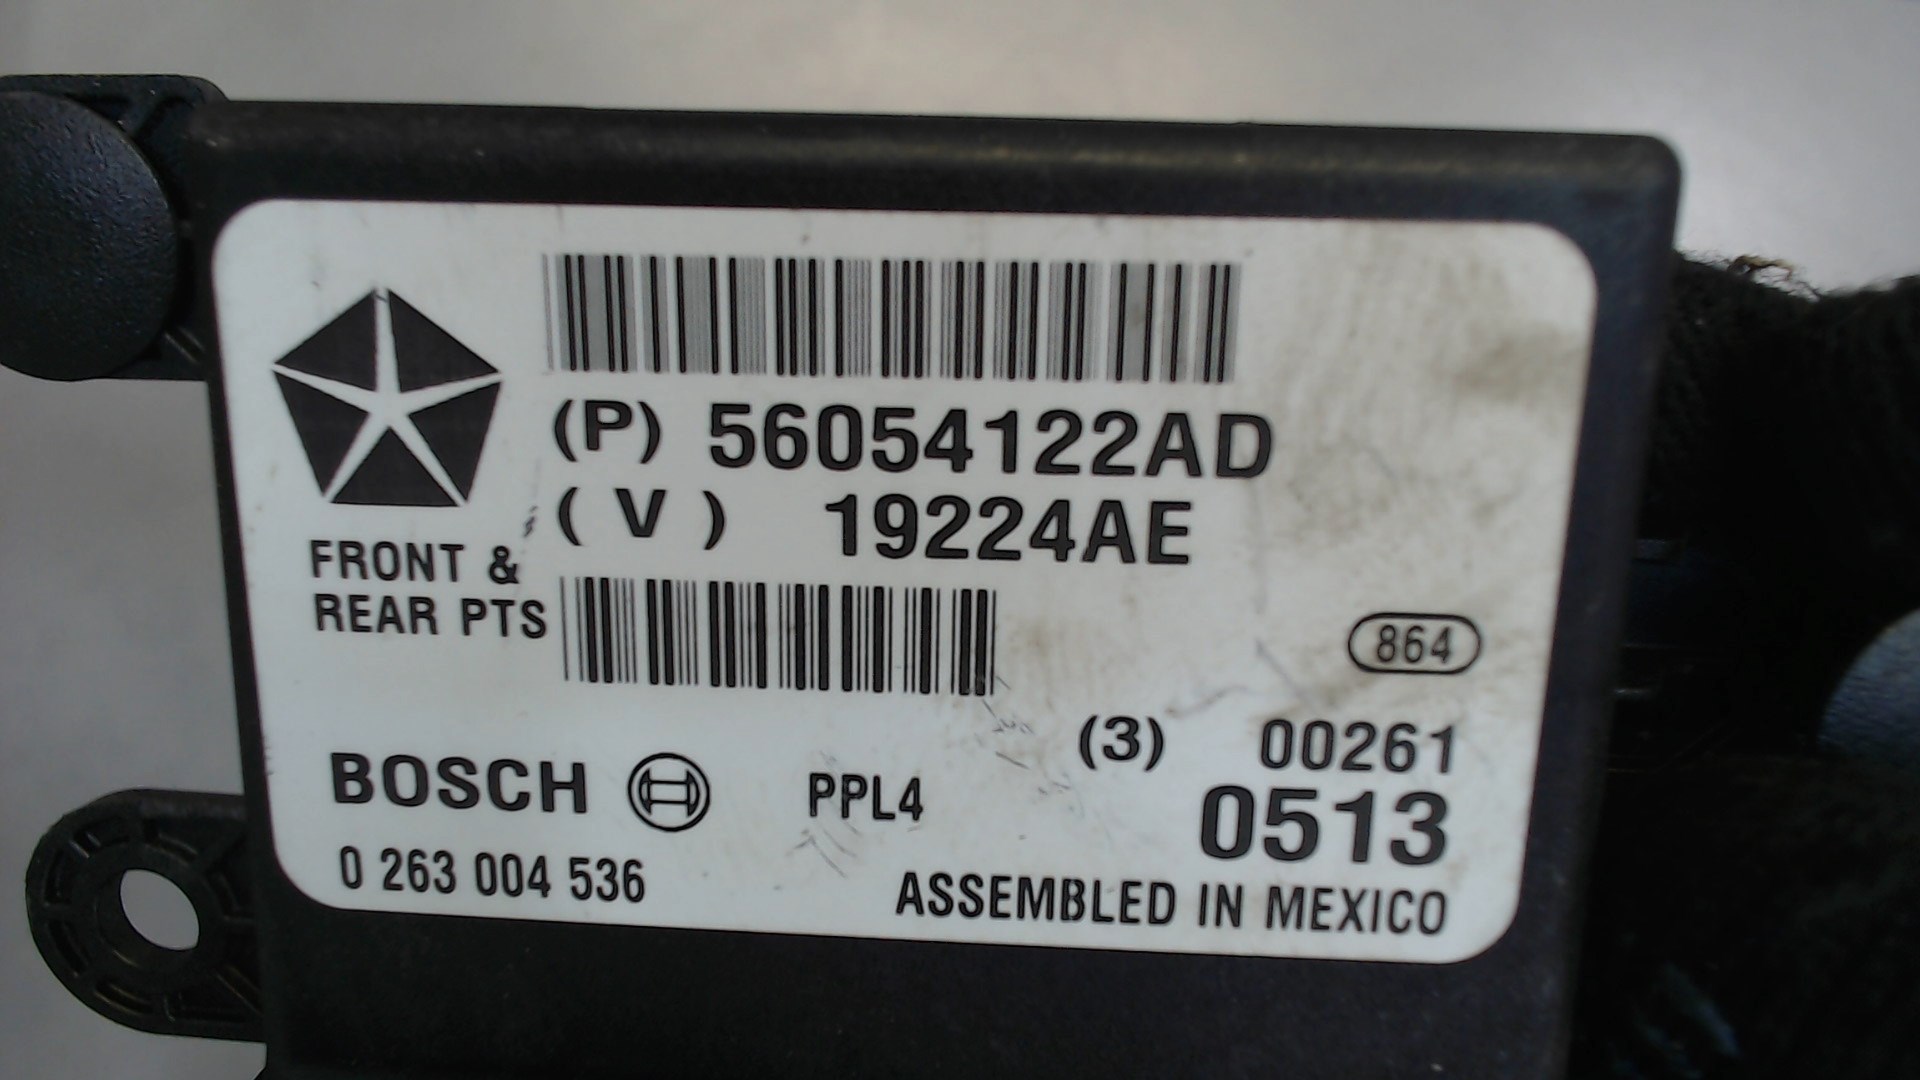 (P) 56054122AD
(V) 19224AE
FRONT &
REAR PTS
864
(3) 00261
BOSCH PPL4 0513
0 263 004 536
ASSEMBLED IN MEXICO